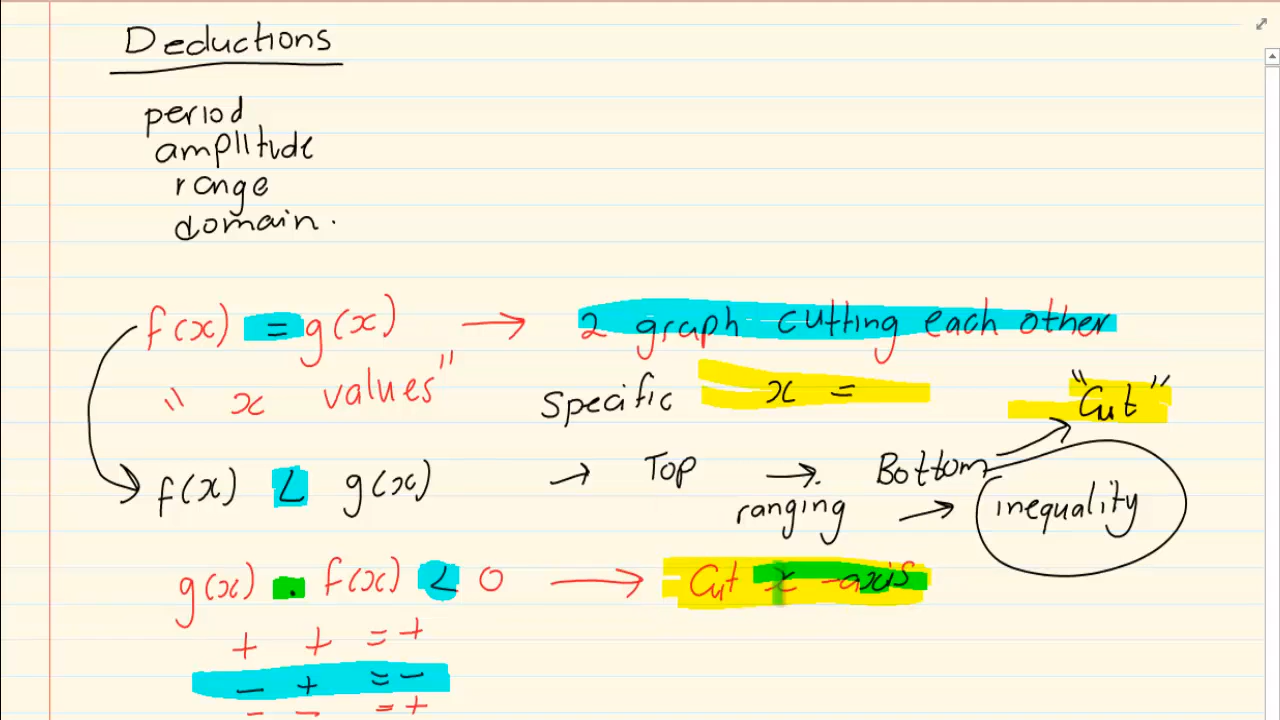 Deductions
period
amplitude
range
domain.
f(x) = g(x) → 2 graph cutting each other
"x values" Specific x = "Cut"
f(x) < g(x) → Top → Bottom
ranging → inequality
g(x) . f(x) < 0 → Cut x-axis
+ + = +
- + = -
- - = +